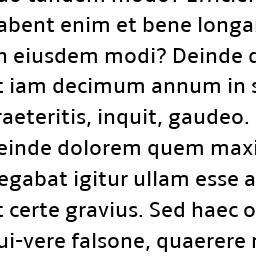 abent enim et bene longa
n eiusdem modi? Deinde
t iam decimum annum in s
raeteritis, inquit, gaudeo.
einde dolorem quem maxi
egabat igitur ullam esse a
t certe gravius. Sed haec o
ui-vere falsone, quaerere